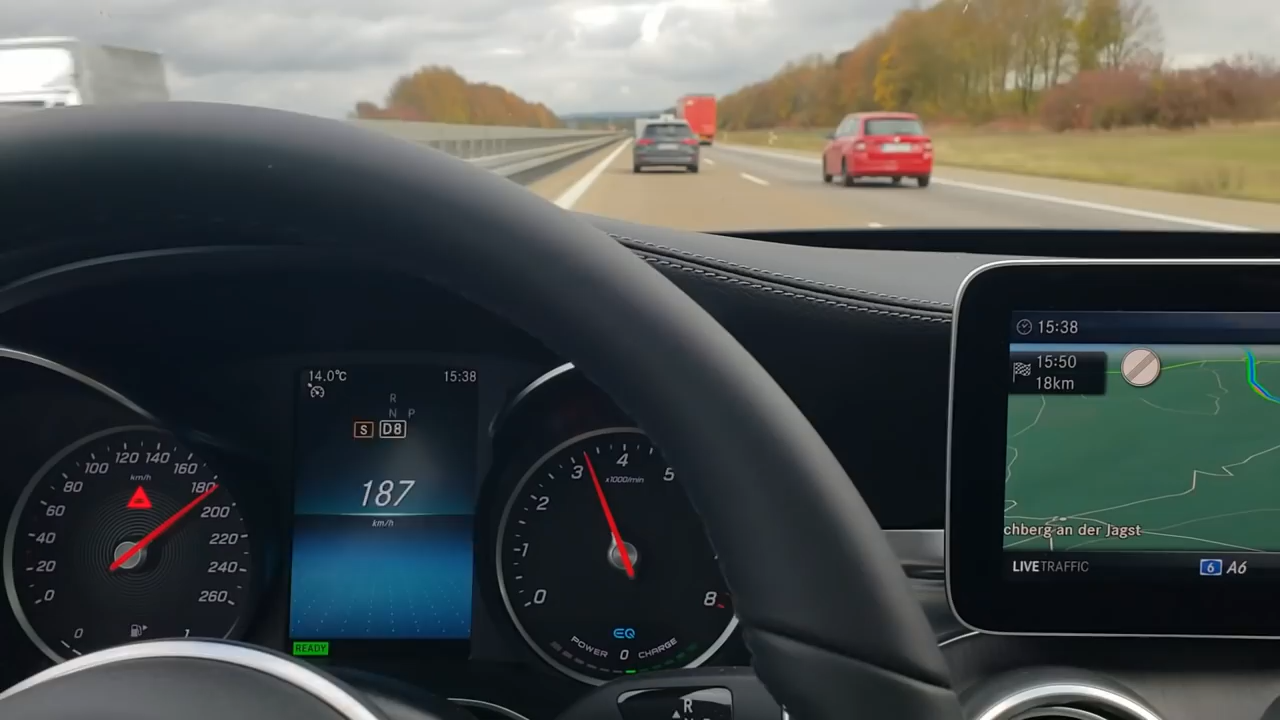 15:38
15:50
18km
chberg an der Jagst
LIVETRAFFIC
6 A6
14.0°C 15:38
R
N P
S D8
187
km/h
READY
0
20
40
60
80
100
120
140
160
180
200
220
240
260
km/h
0 1
0
1
2
3
4
5
8
x1000/min
EQ
POWER 0 CHARGE
R